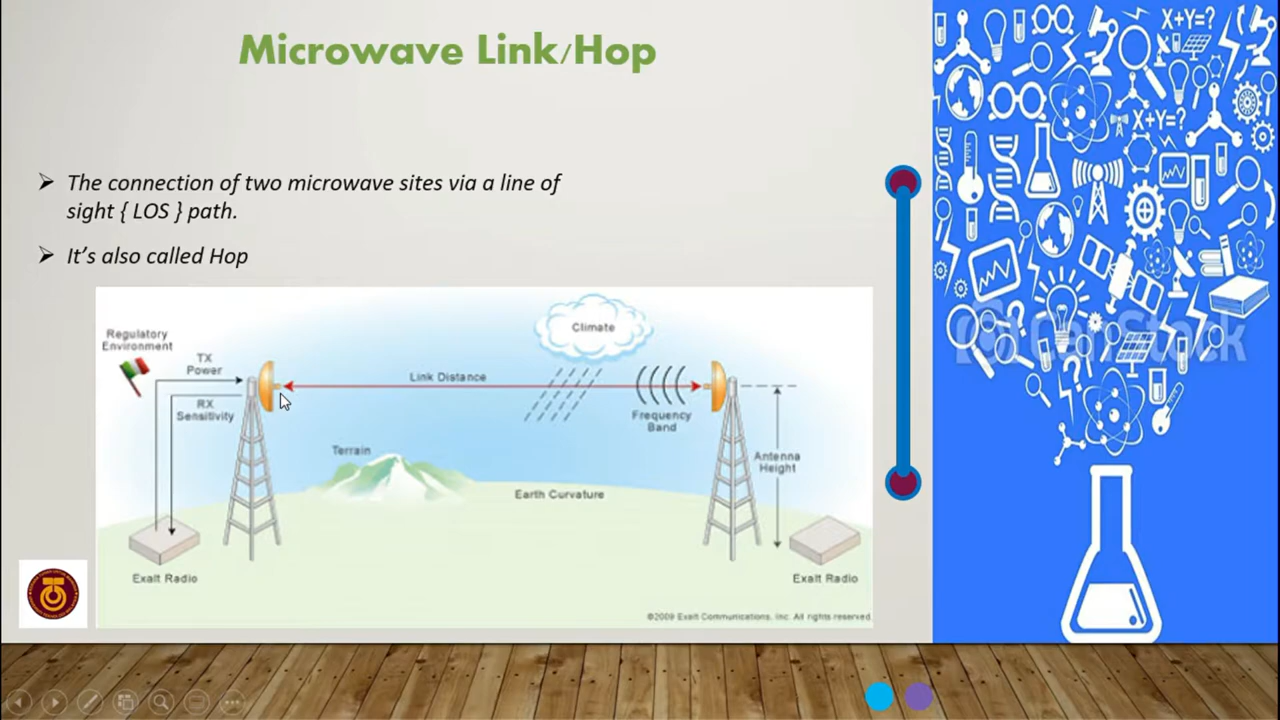 Microwave Link/Hop
The connection of two microwave sites via a line of
sight { LOS } path.
It's also called Hop
Regulatory
Environment
TX
Power
RX
Sensitivity
Link Distance
Climate
Frequency
Band
Terrain
Earth Curvature
Antenna
Height
Exalt Radio
Exalt Radio
©2009 Exalt Communications, Inc. All rights reserved.
X+Y=?
X+Y=?